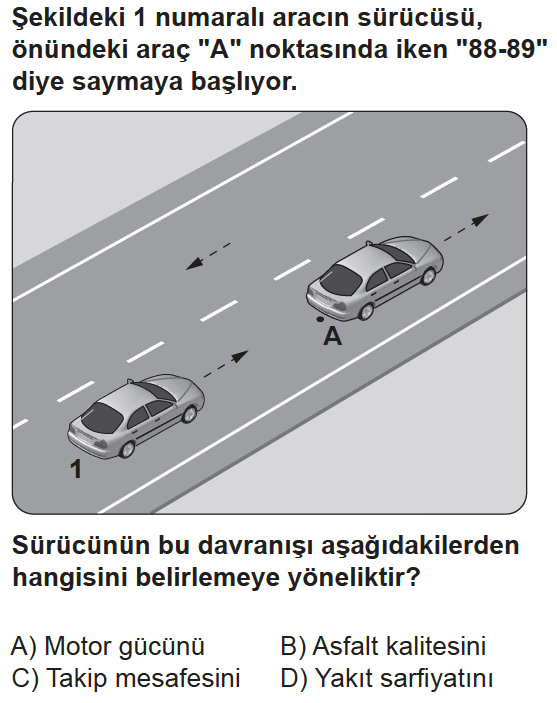 Şekildeki 1 numaralı aracın sürücüsü,
önündeki araç "A" noktasında iken "88-89"
diye saymaya başlıyor.
A
1
Sürücünün bu davranışı aşağıdakilerden
hangisini belirlemeye yöneliktir?
A) Motor gücünü B) Asfalt kalitesini
C) Takip mesafesini D) Yakıt sarfiyatını